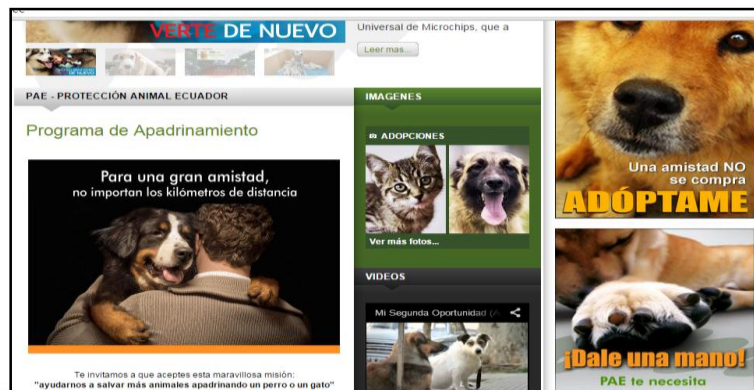 VERTE DE NUEVO
DE NUEVO
Universal de Microchips, que a
Leer mas...
PAE - PROTECCIÓN ANIMAL ECUADOR
Programa de Apadrinamiento
Para una gran amistad,
no importan los kilómetros de distancia
Te invitamos a que aceptes esta maravillosa misión:
"ayudarnos a salvar más animales apadrinando un perro o un gato"
IMAGENES
ADOPCIONES
Ver más fotos...
VIDEOS
Mi Segunda Oportunidad (A
Una amistad NO
se compra
ADÓPTAME
¡Dale una mano!
PAE te necesita